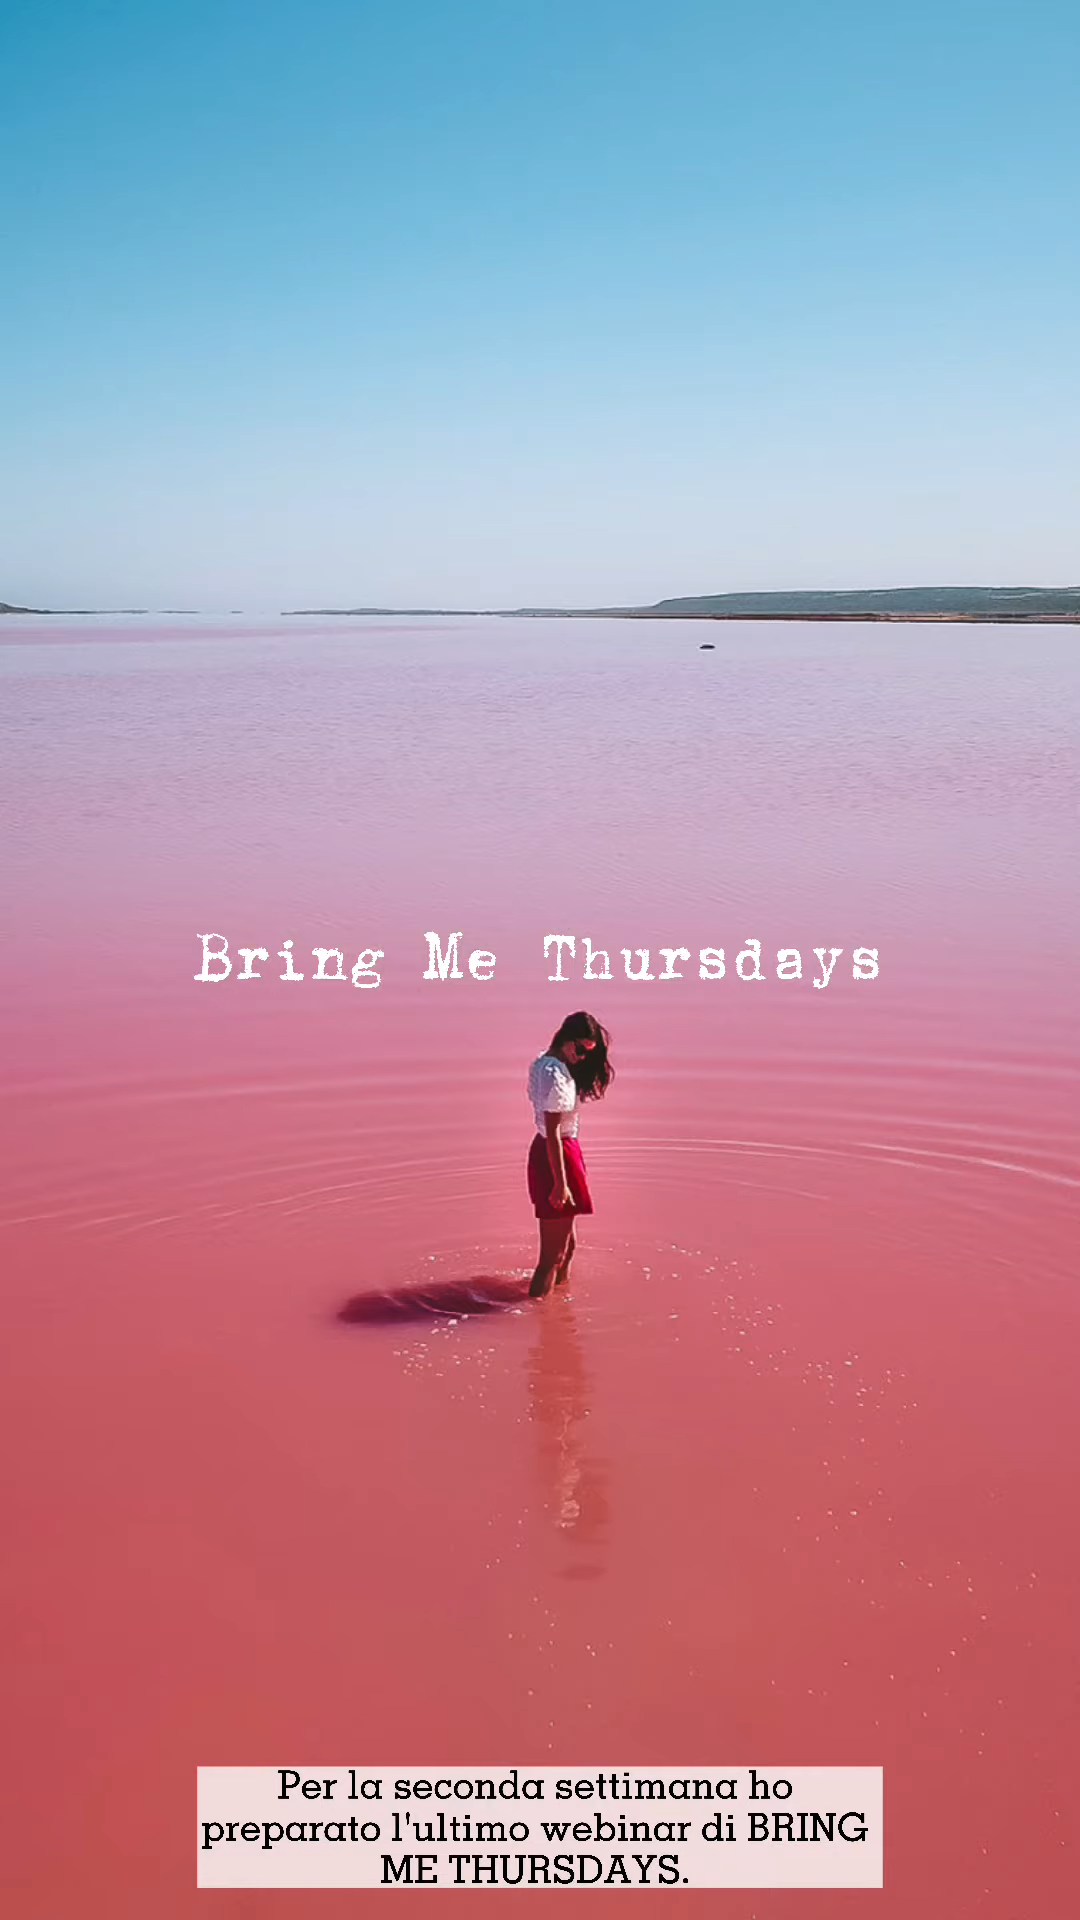 Bring Me Thursdays
Per la seconda settimana ho
preparato l'ultimo webinar di BRING
ME THURSDAYS.